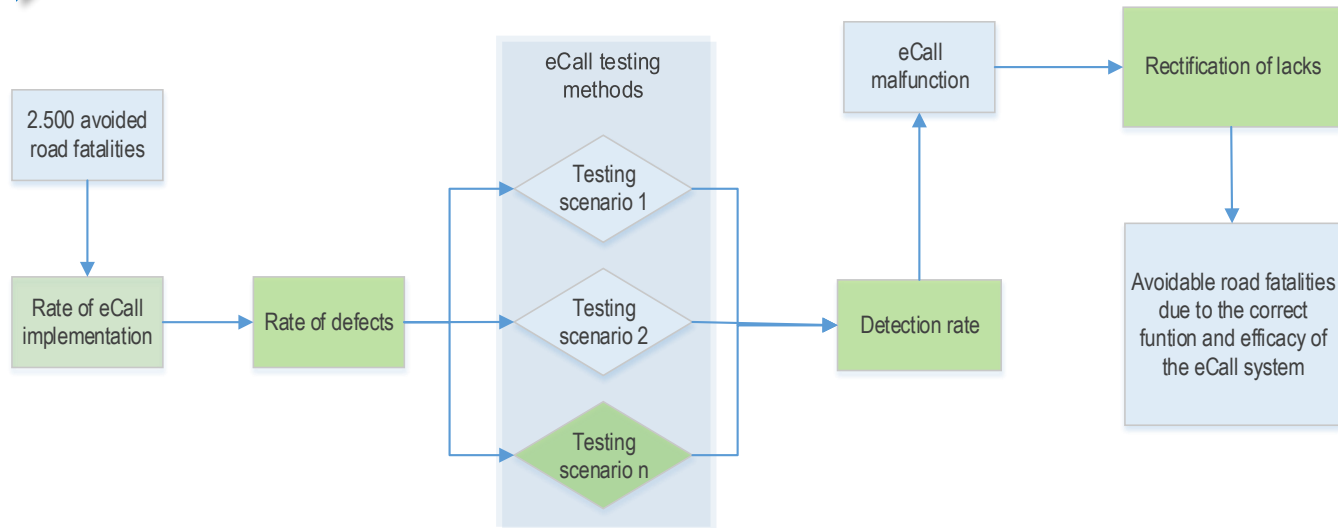 2.500 avoided
road fatalities
Rate of eCall
implementation
Rate of defects
eCall testing
methods
Testing
scenario 1
Testing
scenario 2
Testing
scenario n
Detection rate
eCall
malfunction
Rectification of lacks
Avoidable road fatalities
due to the correct
funtion and efficacy of
the eCall system